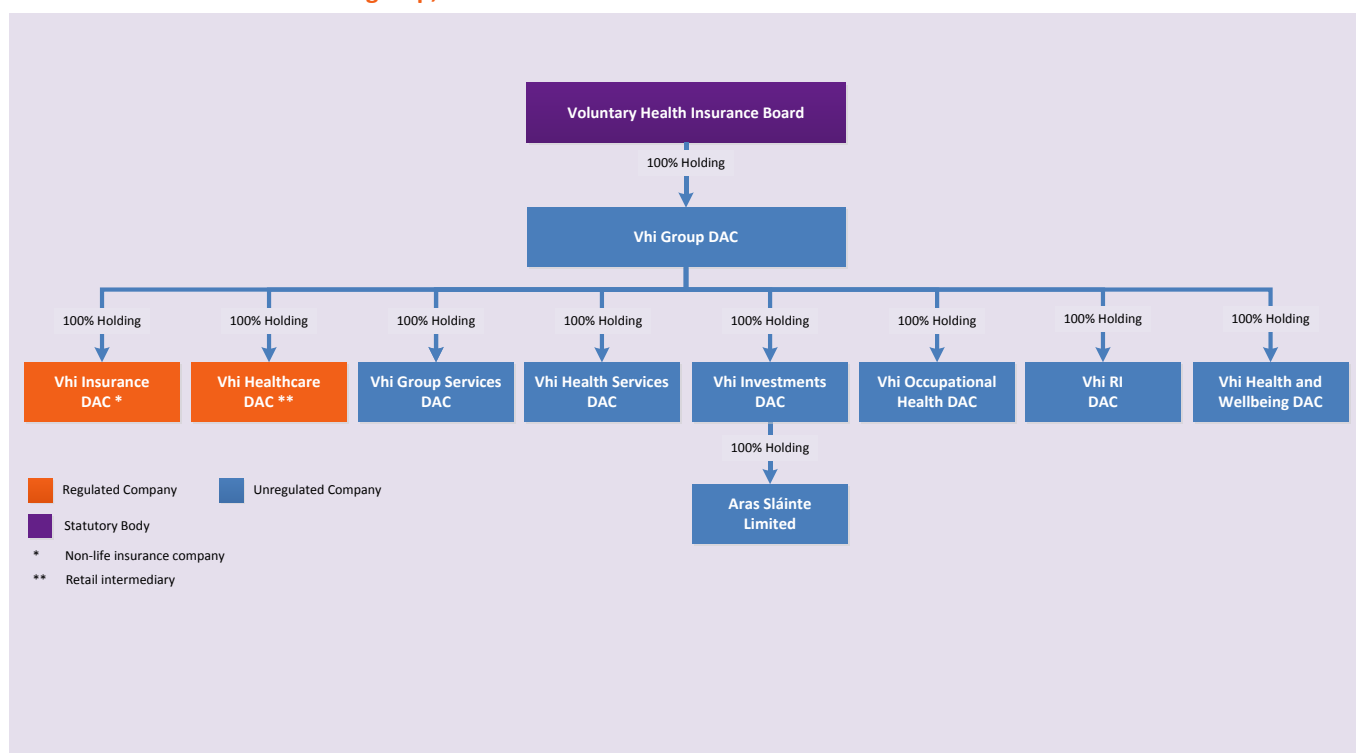 Voluntary Health Insurance Board
100% Holding
Vhi Group DAC
100% Holding
100% Holding
100% Holding
100% Holding
100% Holding
100% Holding
100% Holding
100% Holding
Vhi Insurance
DAC *
Vhi Healthcare
DAC **
Vhi Group Services
DAC
Vhi Health Services
DAC
Vhi Investments
DAC
Vhi Occupational
Health DAC
Vhi RI
DAC
Vhi Health and
Wellbeing DAC
100% Holding
Aras Sláinte
Limited
Regulated Company
Unregulated Company
Statutory Body
* Non-life insurance company
** Retail intermediary